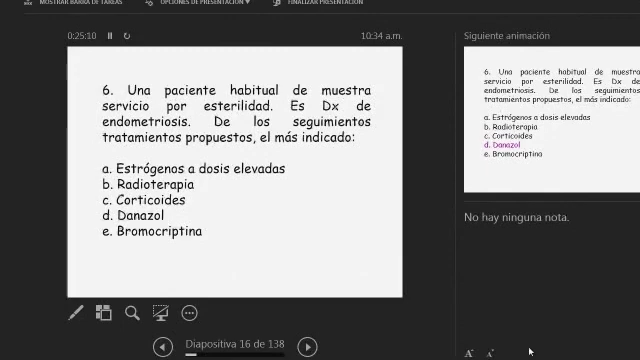 MOSTRAR BARRA DE TAREAS
OPCIONES DE PRESENTACIÓN ▾
FINALIZAR PRESENTACIÓN
0:25:10
10:34 a.m.
Siguiente animación
6. Una paciente habitual de muestra
servicio por esterilidad. Es Dx de
endometriosis. De los seguimientos
tratamientos propuestos, el más indicado:
a. Estrógenos a dosis elevadas
b. Radioterapia
c. Corticoides
d. Danazol
e. Bromocriptina
6. Una paciente habitual de muestra
servicio por esterilidad. Es Dx de
endometriosis. De los seguimientos
tratamientos propuestos, el más indicado:
a. Estrógenos a dosis elevadas
b. Radioterapia
c. Corticoides
d. Danazol
e. Bromocriptina
No hay ninguna nota.
Diapositiva 16 de 138
A A